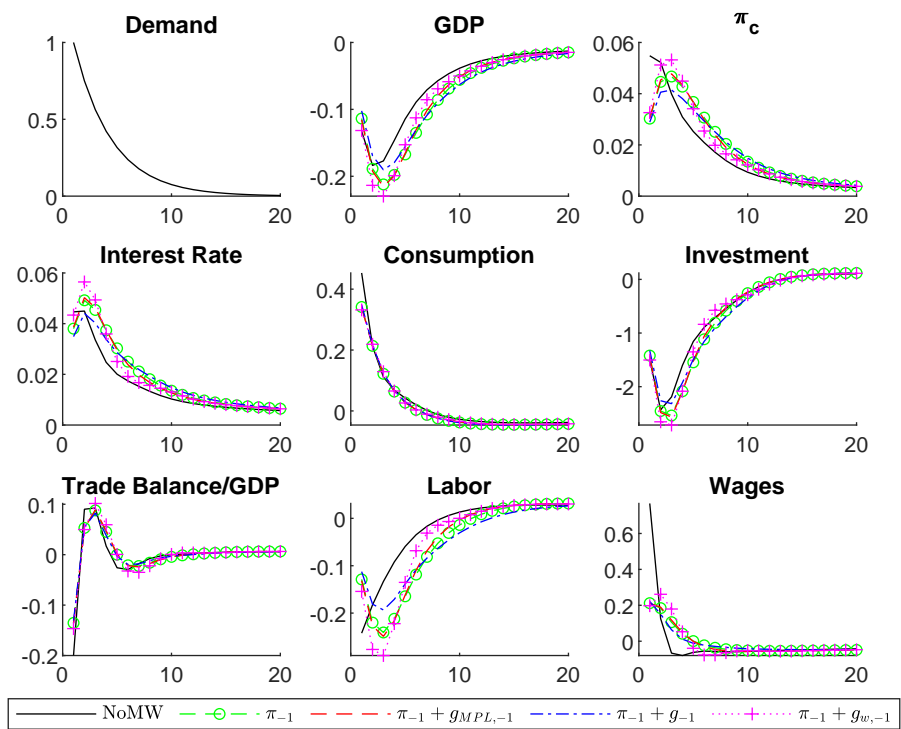 Demand
GDP
π_c
1
0.5
0
0 10 20
0
-0.1
-0.2
0 10 20
0.06
0.04
0.02
0
0 10 20
Interest Rate
Consumption
Investment
0.06
0.04
0.02
0
0 10 20
0.4
0.2
0
0 10 20
0
-1
-2
0 10 20
Trade Balance/GDP
Labor
Wages
0.1
0
-0.1
-0.2
0 10 20
0
-0.1
-0.2
0 10 20
0.6
0.4
0.2
0
0 10 20
NoMW π_{-1} π_{-1} + g_{MPL,-1} π_{-1} + g_{-1} π_{-1} + g_{w,-1}